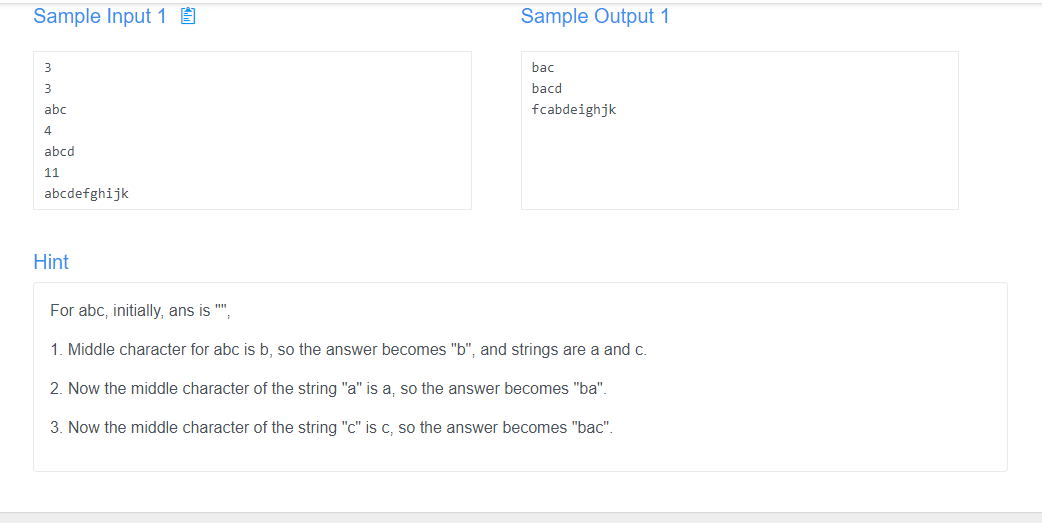 Sample Input 1
3
3
abc
4
abcd
11
abcdefghijk
Sample Output 1
bac
bacd
fcabdeighjk
Hint
For abc, initially, ans is "",
1. Middle character for abc is b, so the answer becomes "b", and strings are a and c.
2. Now the middle character of the string "a" is a, so the answer becomes "ba".
3. Now the middle character of the string "c" is c, so the answer becomes "bac".